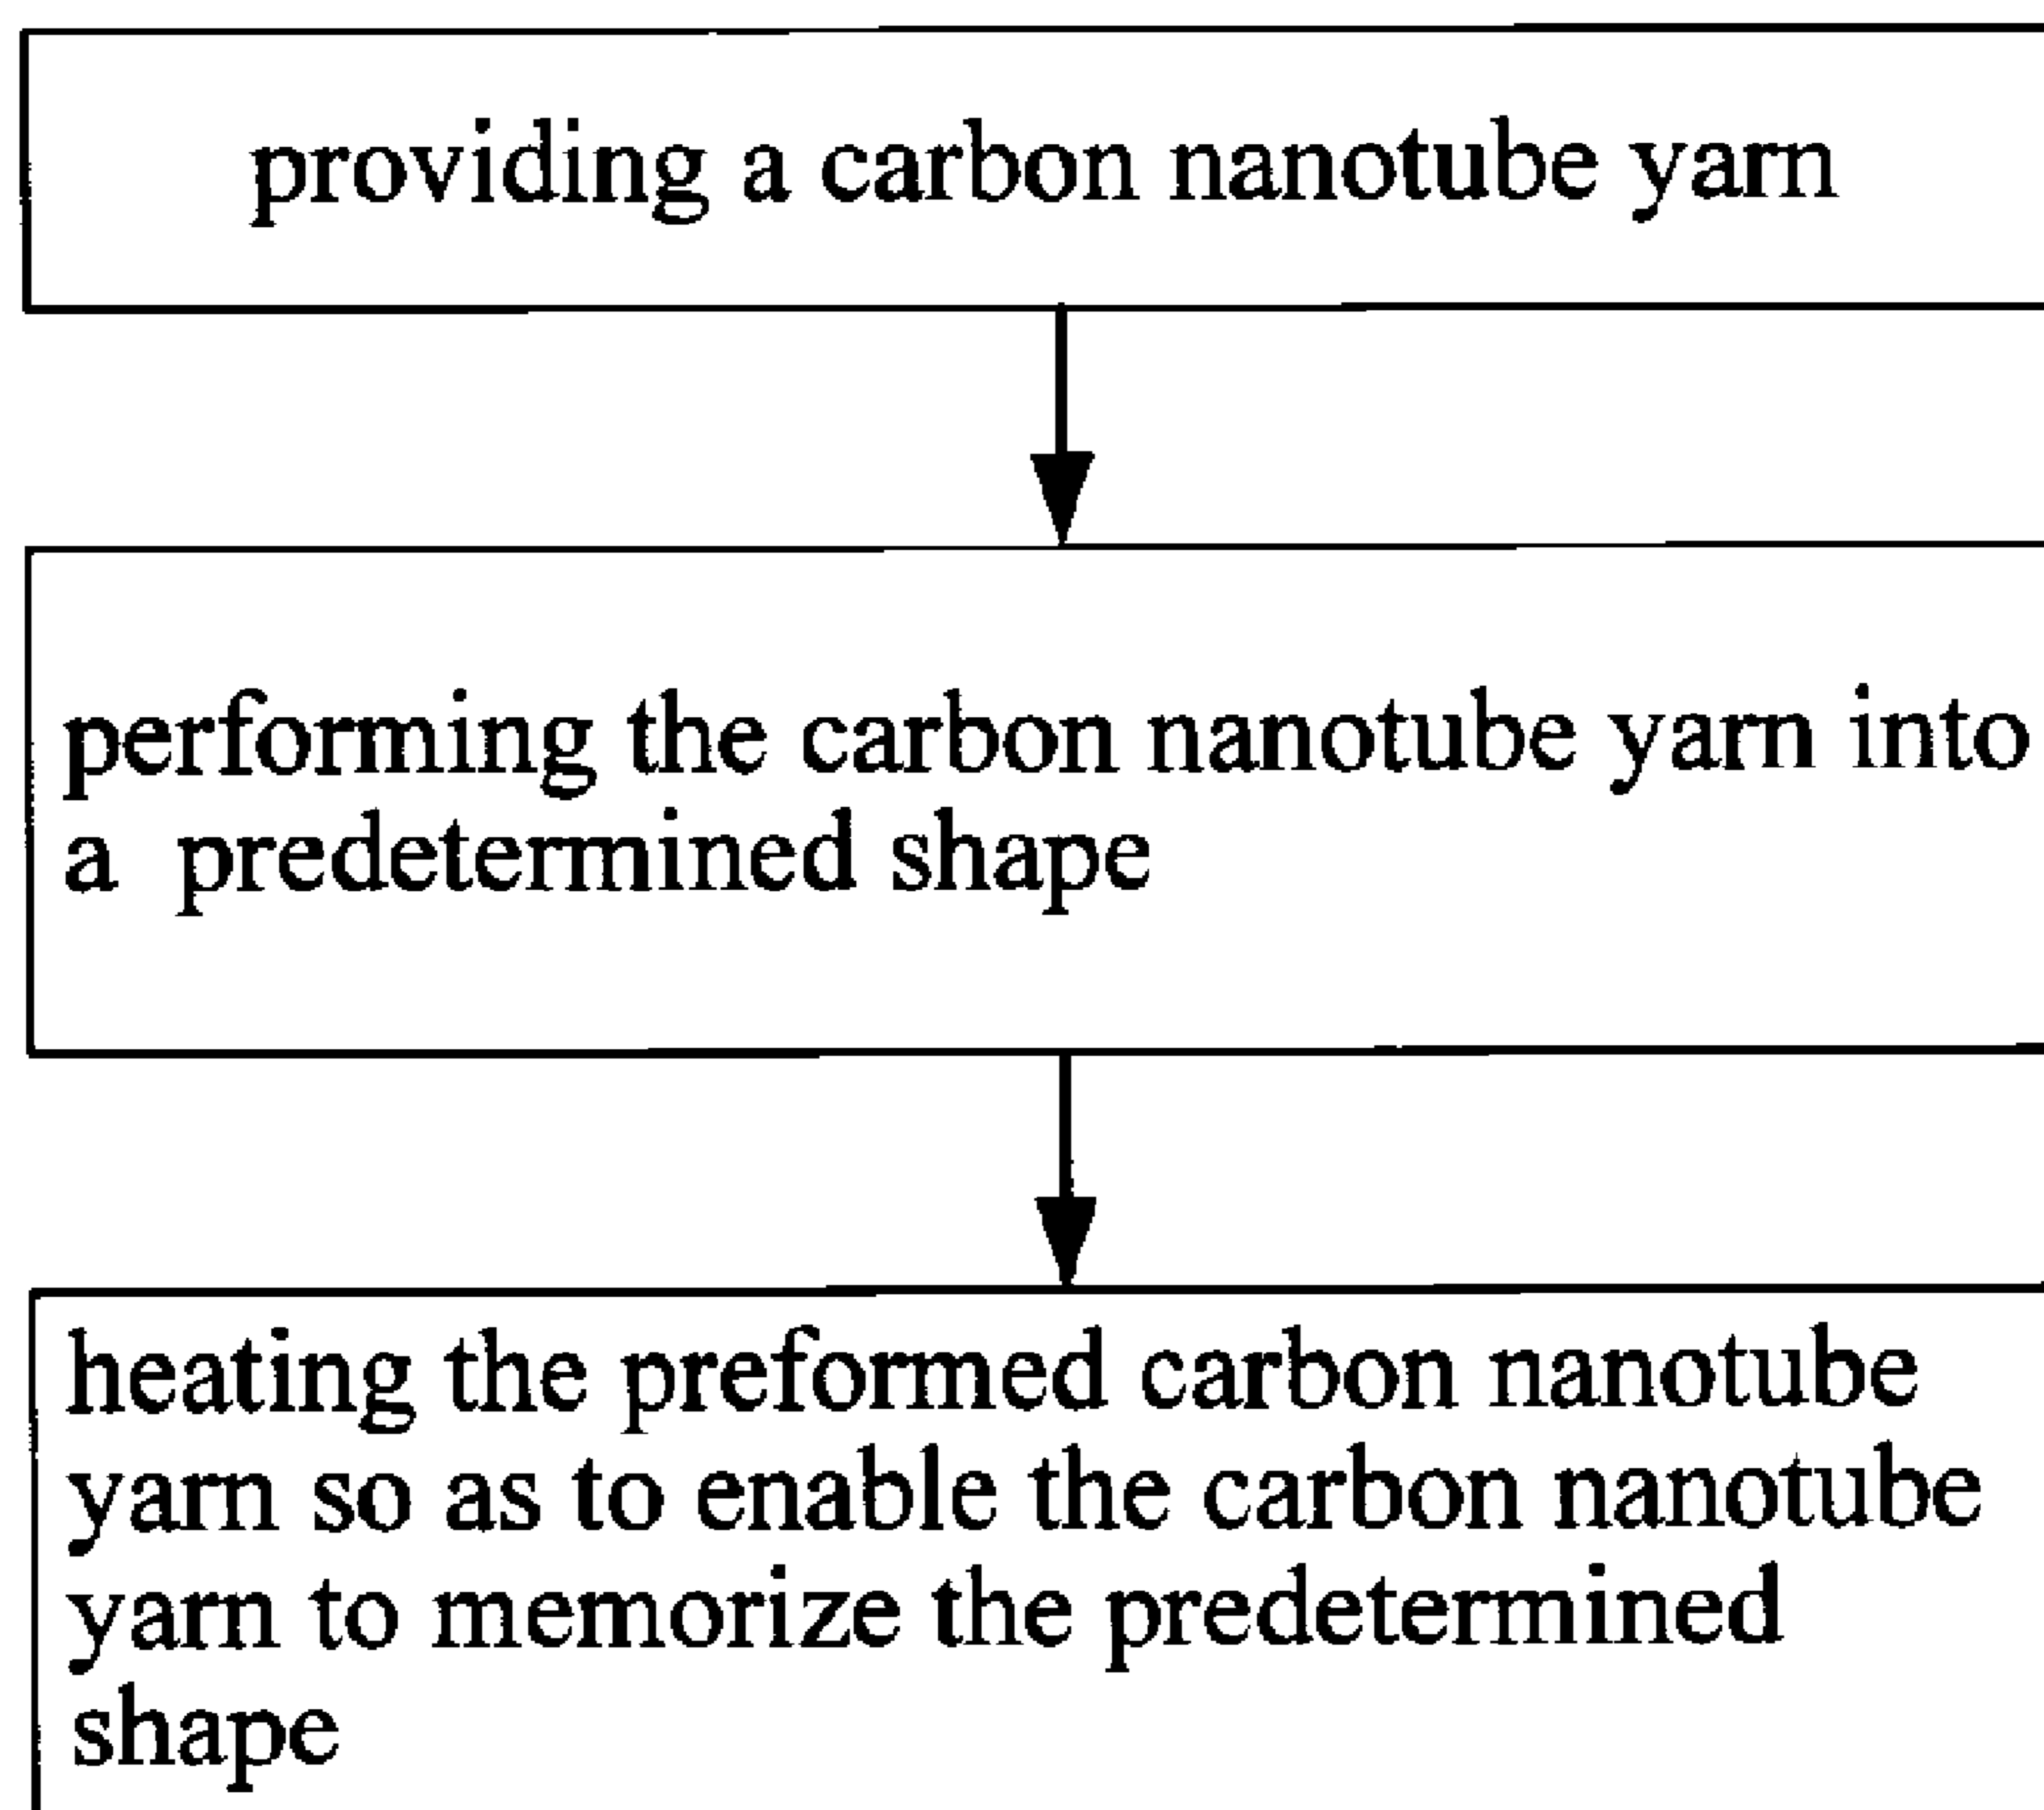 providing a carbon nanotube yarn
performing the carbon nanotube yarn into
a predetermined shape
heating the preformed carbon nanotube
yarn so as to enable the carbon nanotube
yarn to memorize the predetermined
shape